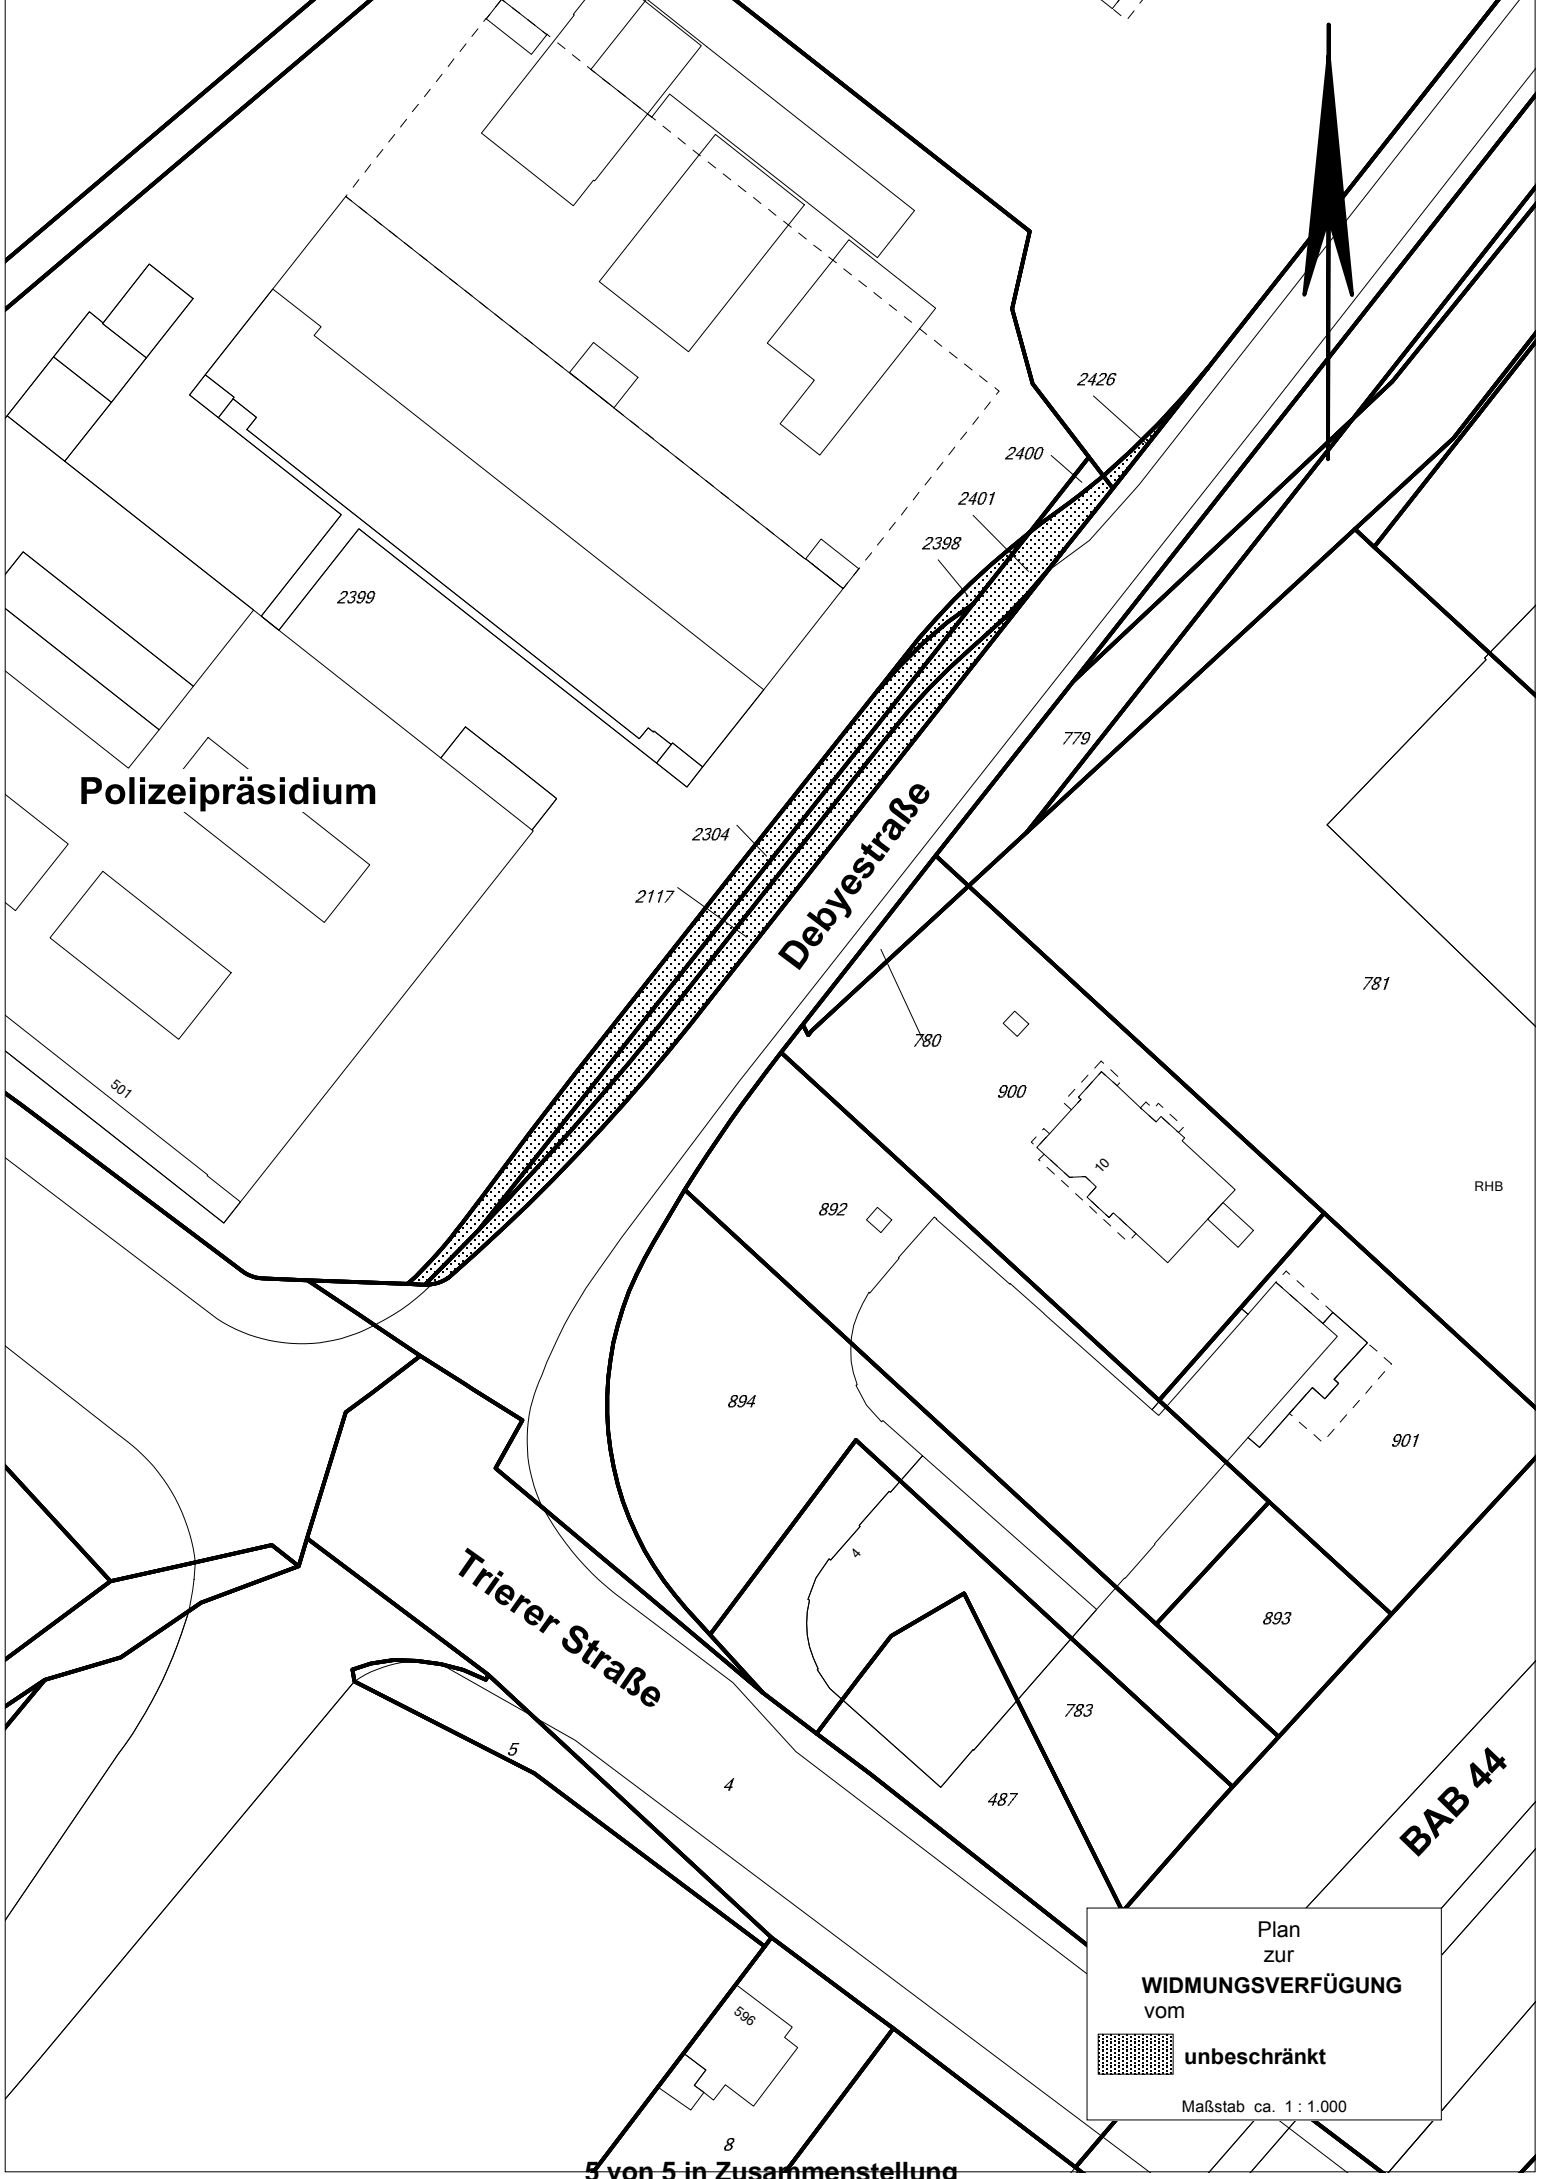 2426
2400
2401
2398
2399
779
Polizeipräsidium
2304
2117
Debyestraße
781
780
900
501
10
RHB
892
894
901
4
Trierer Straße
893
783
5
4
487
BAB 44
Plan
zur
WIDMUNGSVERFÜGUNG
vom
unbeschränkt
596
Maßstab ca. 1 : 1.000
8
5 von 5 in Zusammenstellung